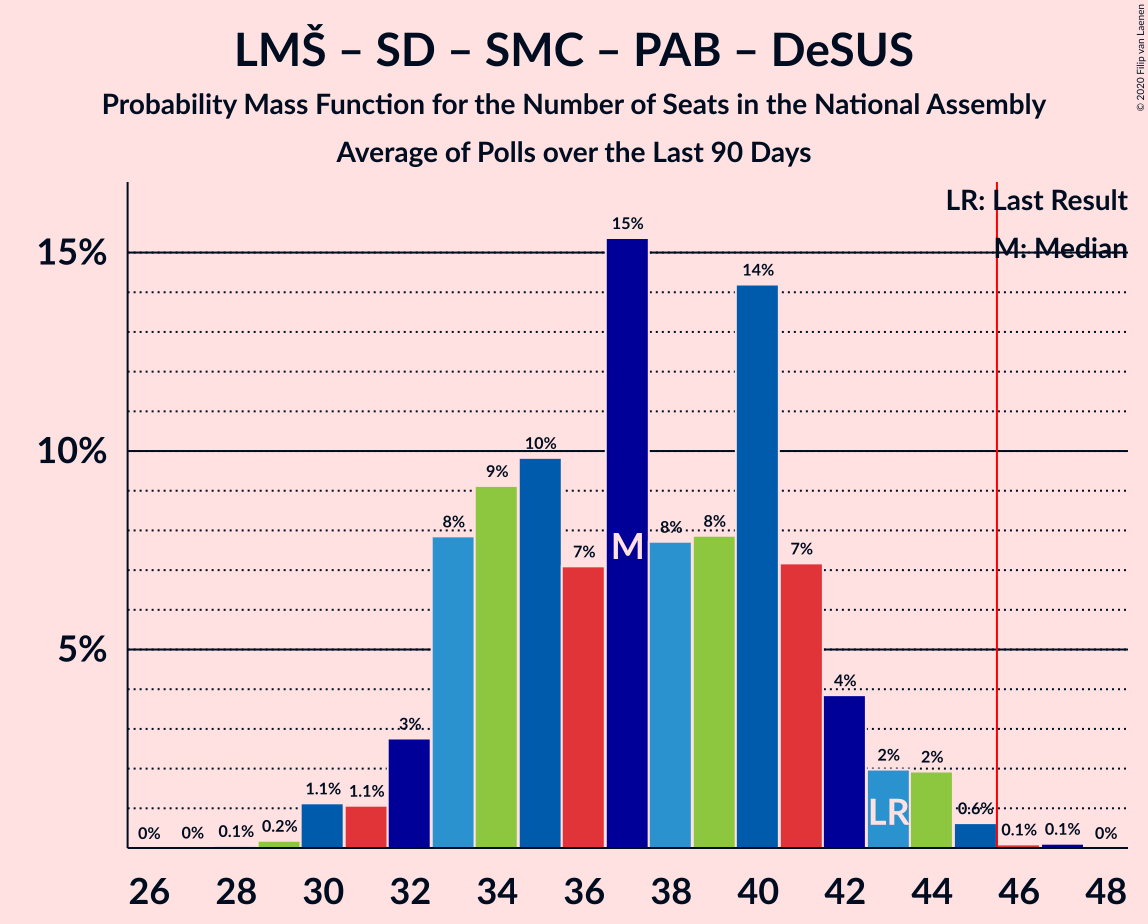 LMŠ – SD – SMC – PAB – DeSUS
Probability Mass Function for the Number of Seats in the National Assembly
Average of Polls over the Last 90 Days
© 2020 Filip van Laenen
LR: Last Result
M: Median
15%
10%
5%
0%
0%
0.1%
0.2%
1.1%
1.1%
3%
8%
9%
10%
7%
15%
8%
8%
14%
7%
4%
2%
2%
0.6%
0.1%
0.1%
0%
M
LR
26 28 30 32 34 36 38 40 42 44 46 48